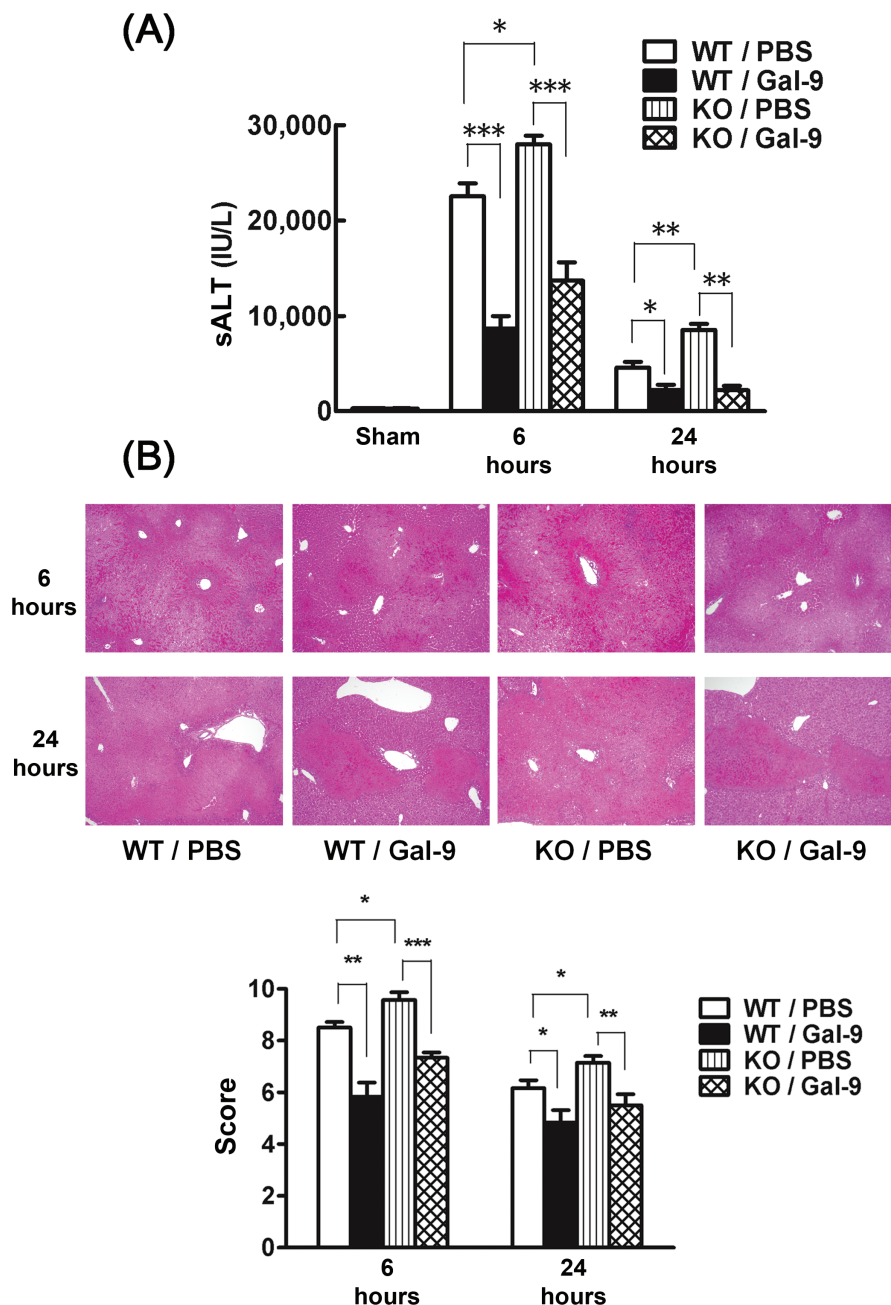 (A)
*
***
***
WT / PBS
WT / Gal-9
KO / PBS
KO / Gal-9
30,000
20,000
10,000
0
sALT (IU/L)
**
*
**
Sham
6
hours
24
hours
(B)
6
hours
24
hours
WT / PBS
WT / Gal-9
KO / PBS
KO / Gal-9
*
**
***
*
*
**
10
8
6
4
2
0
Score
WT / PBS
WT / Gal-9
KO / PBS
KO / Gal-9
6
hours
24
hours